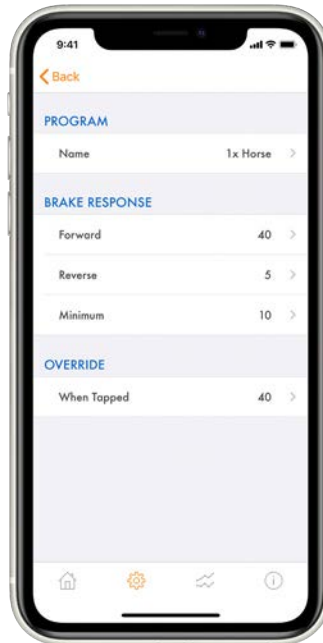 9:41
Back
PROGRAM
Name 1x Horse
BRAKE RESPONSE
Forward 40
Reverse 5
Minimum 10
OVERRIDE
When Tapped 40